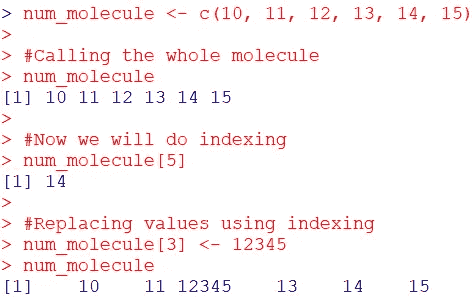 > num_molecule <- c(10, 11, 12, 13, 14, 15)
>
> #Calling the whole molecule
> num_molecule
[1] 10 11 12 13 14 15
>
> #Now we will do indexing
> num_molecule[5]
[1] 14
>
> #Replacing values using indexing
> num_molecule[3] <- 12345
> num_molecule
[1]    10    11 12345    13    14    15